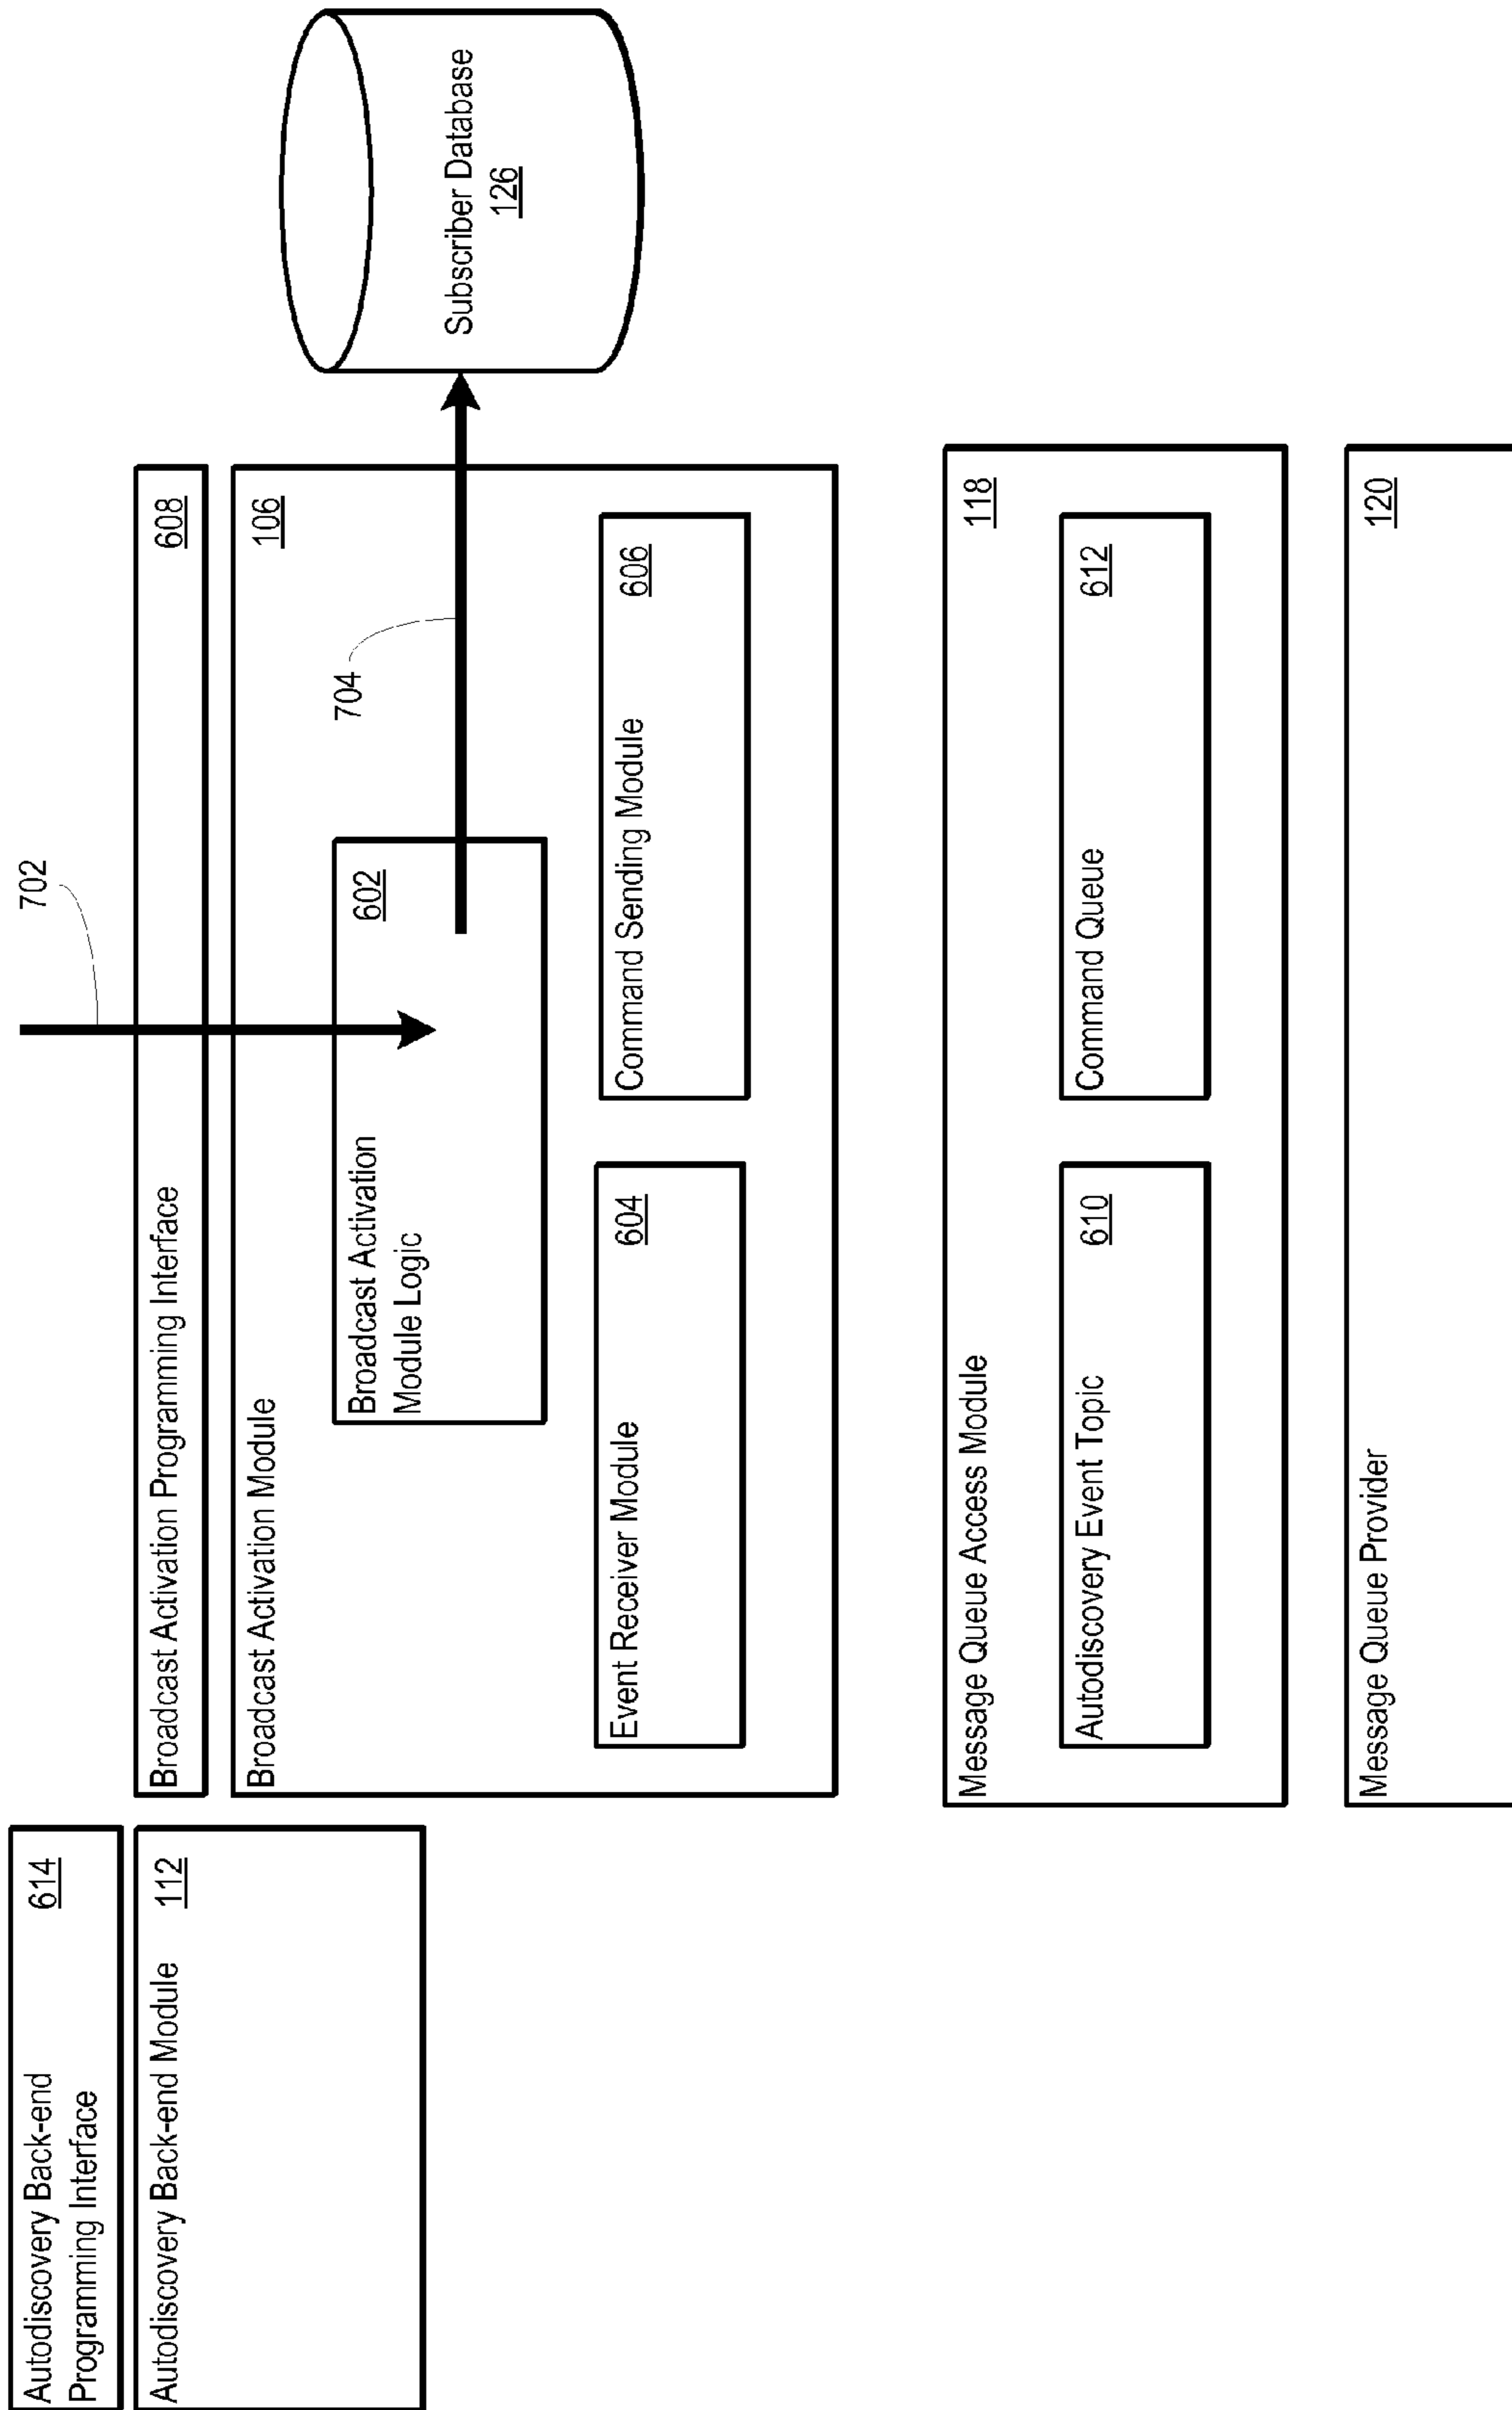 Autodiscovery Back-end
Programming Interface
614
Autodiscovery Back-end Module
112
702
Broadcast Activation Programming Interface
608
Broadcast Activation Module
106
Broadcast Activation
Module Logic
602
704
Event Receiver Module
604
Command Sending Module
606
Subscriber Database
126
Message Queue Access Module
118
Autodiscovery Event Topic
610
Command Queue
612
Message Queue Provider
120